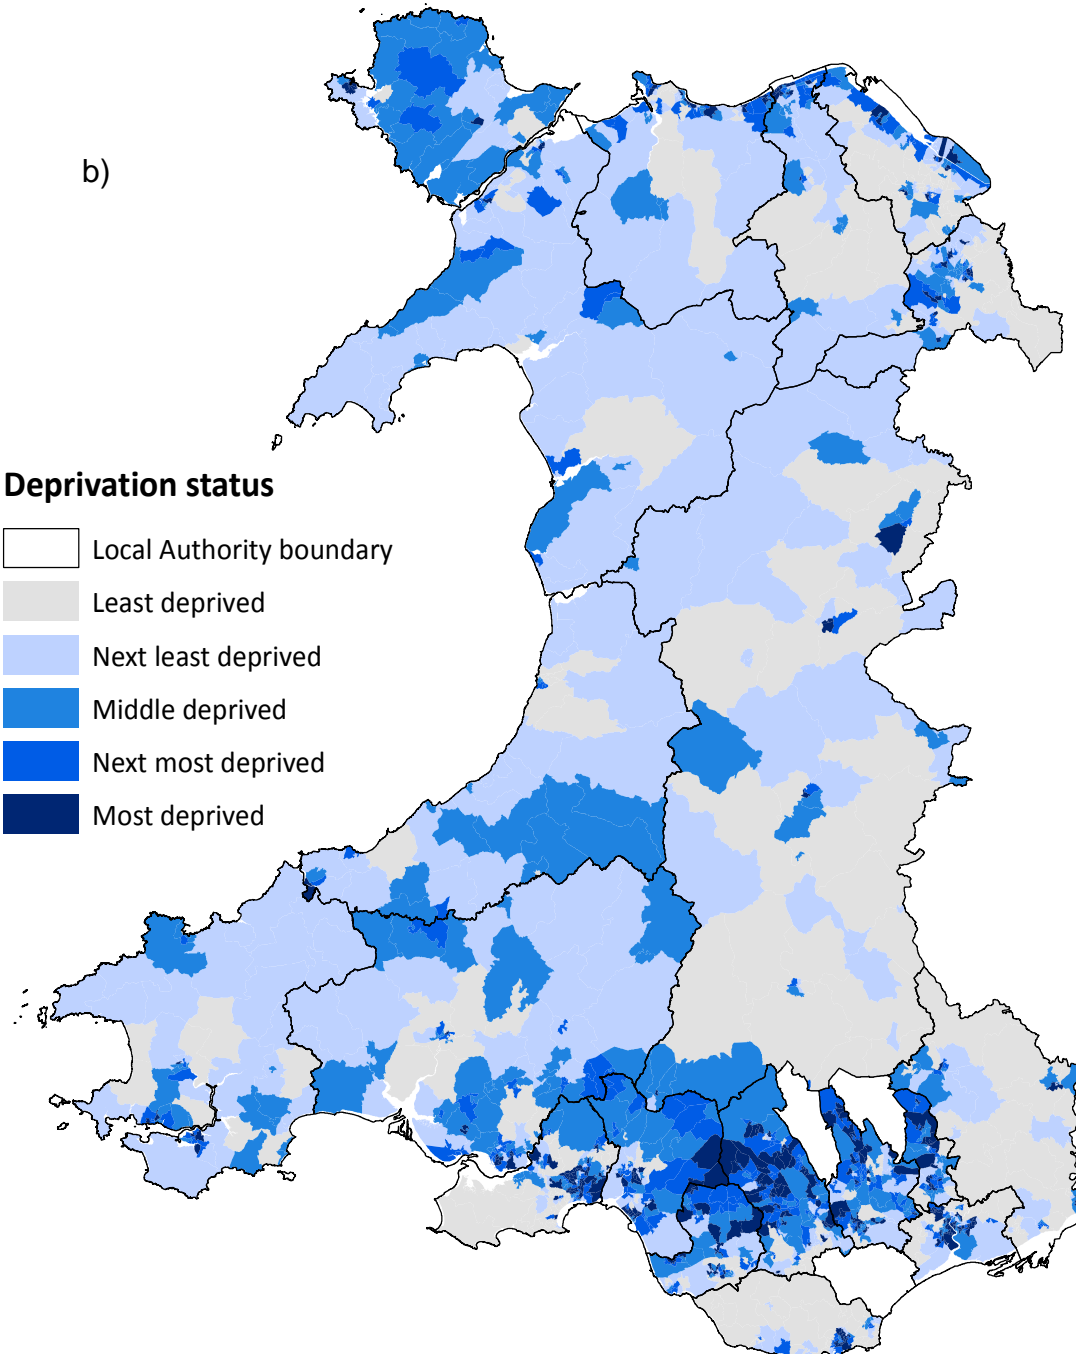 b)
Deprivation status
Local Authority boundary
Least deprived
Next least deprived
Middle deprived
Next most deprived
Most deprived